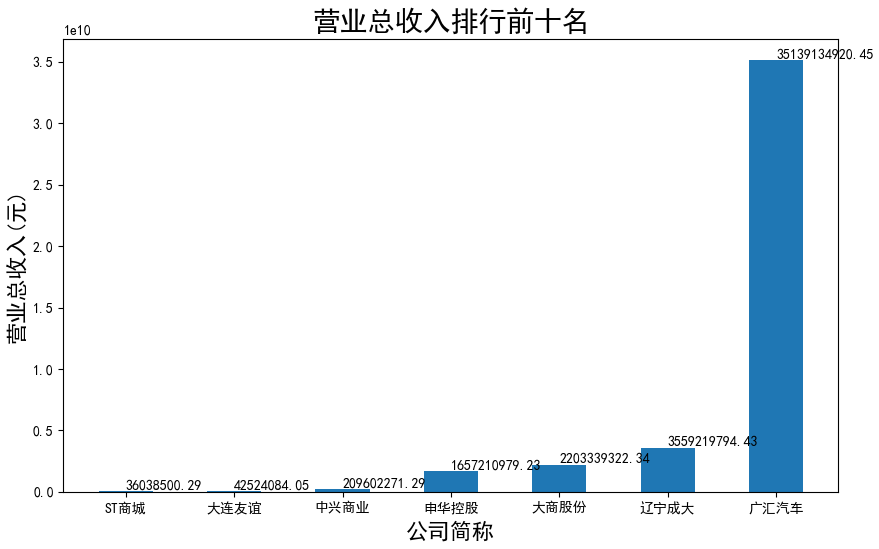 营业总收入排行前十名
1e10
营业总收入(元)
3.5
3.0
2.5
2.0
1.5
1.0
0.5
0.0
36038500.29
42524084.05
209602271.29
1657210979.23
2203339322.34
3559219794.43
35139134920.45
ST商城
大连友谊
中兴商业
申华控股
大商股份
辽宁成大
广汇汽车
公司简称